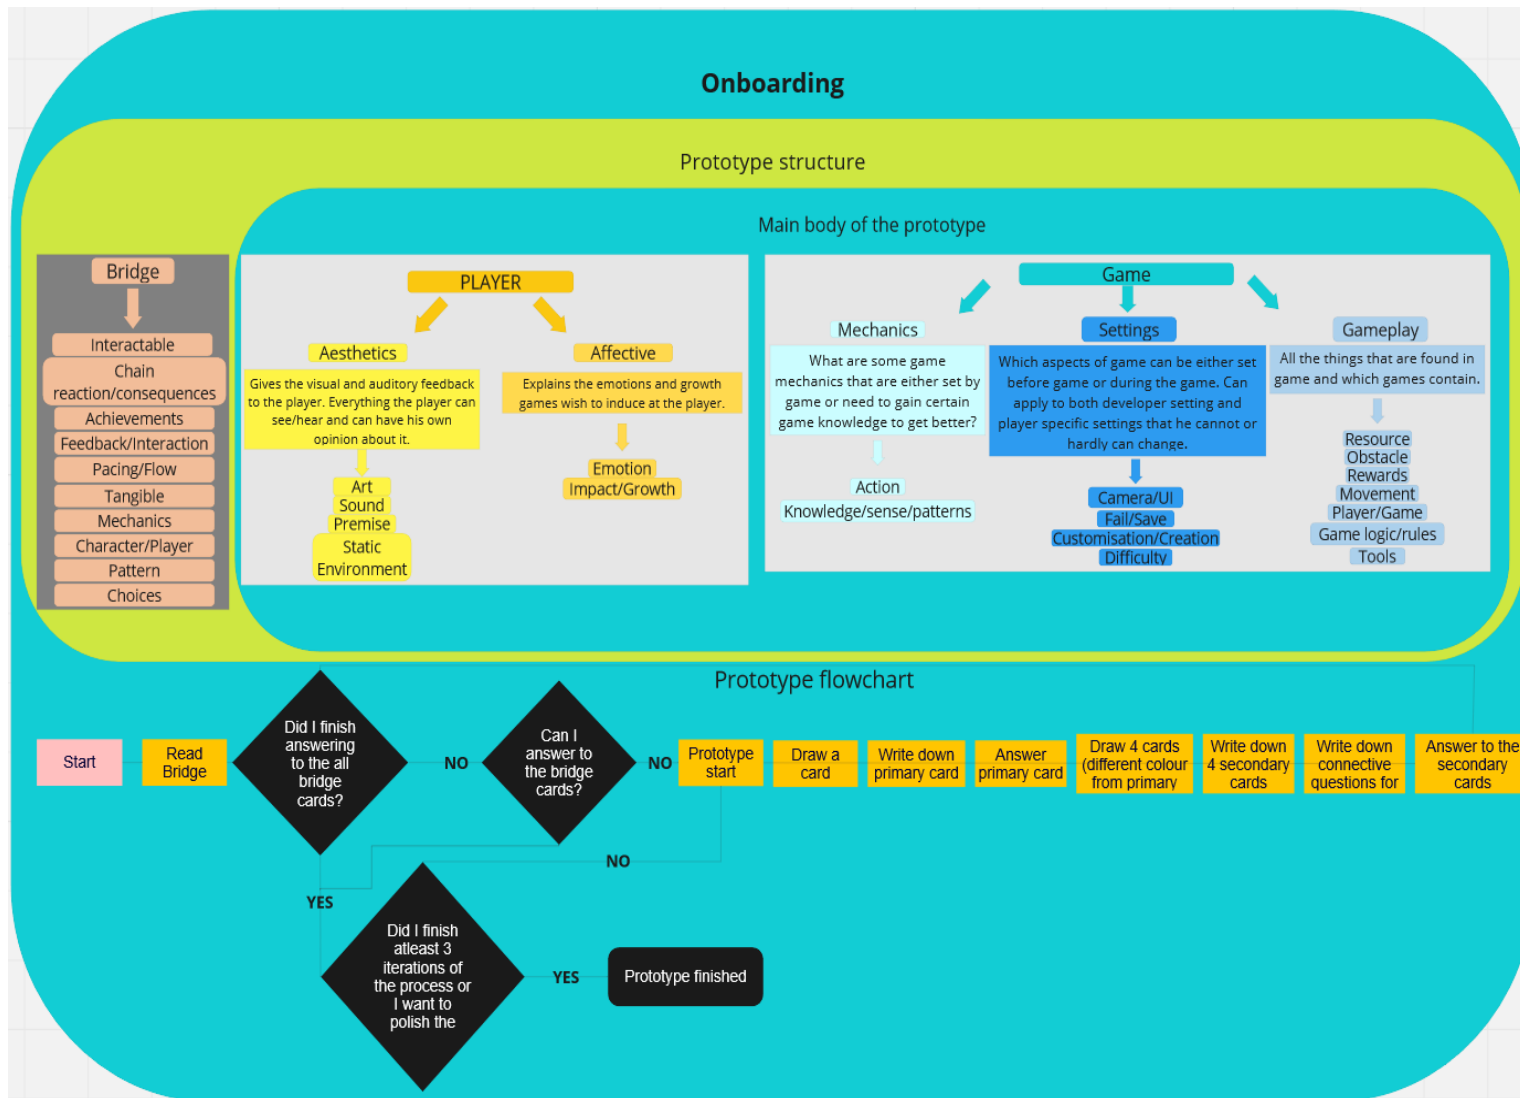 Onboarding
Prototype structure
Main body of the prototype
Bridge
Interactable
Chain
reaction/consequences
Achievements
Feedback/Interaction
Pacing/Flow
Tangible
Mechanics
Character/Player
Pattern
Choices
PLAYER
Aesthetics
Gives the visual and auditory feedback
to the player. Everything the player can
see/hear and can have his own
opinion about it.
Art
Sound
Premise
Static
Environment
Affective
Explains the emotions and growth
games wish to induce at the player.
Emotion
Impact/Growth
Game
Mechanics
What are some game
mechanics that are either set by
game or need to gain certain
game knowledge to get better?
Action
Knowledge/sense/patterns
Settings
Which aspects of game can be either set
before game or during the game. Can
apply to both developer setting and
player specific settings that he cannot or
hardly can change.
Camera/UI
Fail/Save
Customisation/Creation
Difficulty
Gameplay
All the things that are found in
game and which games contain.
Resource
Obstacle
Rewards
Movement
Player/Game
Game logic/rules
Tools
Prototype flowchart
Start
Read
Bridge
Did I finish
answering
to the all
bridge
cards?
NO
Can I
answer to
the bridge
cards?
NO
Prototype
start
Draw a
card
Write down
primary card
Answer
primary card
Draw 4 cards
(different colour
from primary
Write down
4 secondary
cards
Write down
connective
questions for
Answer to the
secondary
cards
NO
YES
Did I finish
atleast 3
iterations of
the process or
I want to
polish the
YES
Prototype finished